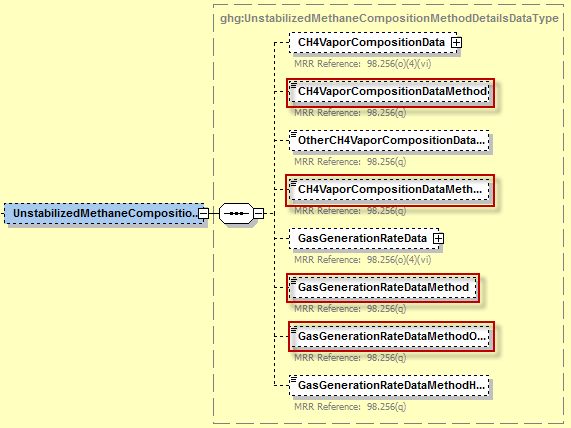 ghg:UnstabilizedMethaneCompositionMethodDetailsDataType
CH4VaporCompositionData
MRR Reference: 98.256(o)(4)(vi)
CH4VaporCompositionDataMethod
MRR Reference: 98.256(q)
OtherCH4VaporCompositionData...
MRR Reference: 98.256(q)
CH4VaporCompositionDataMeth...
MRR Reference: 98.256(q)
UnstabilizedMethaneCompositio...
GasGenerationRateData
MRR Reference: 98.256(o)(4)(vi)
GasGenerationRateDataMethod
MRR Reference: 98.256(q)
GasGenerationRateDataMethodO...
MRR Reference: 98.256(q)
GasGenerationRateDataMethodH...
MRR Reference: 98.256(q)